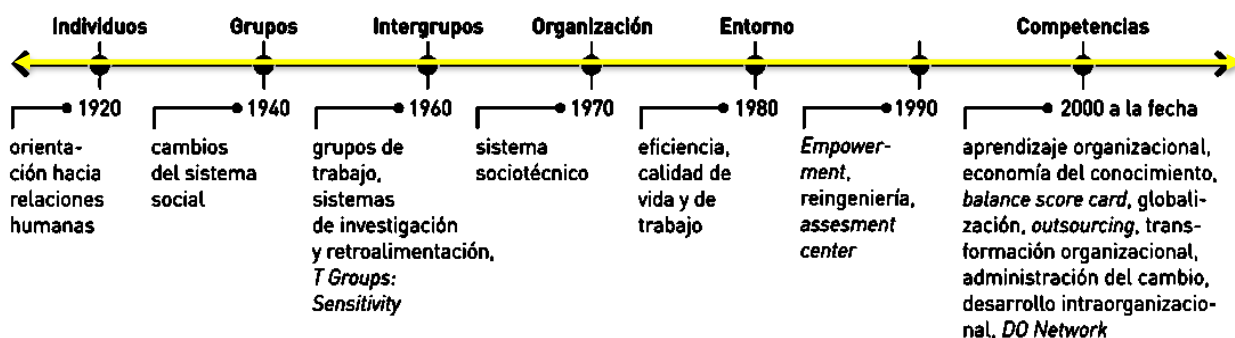 Individuos Grupos Intergrupos Organización Entorno Competencias
1920
orienta-
ción hacia
relaciones
humanas
1940
cambios
del sistema
social
1960
grupos de
trabajo,
sistemas
de investigación
y retroalimentación,
T Groups:
Sensitivity
1970
sistema
sociotécnico
1980
eficiencia,
calidad de
vida y de
trabajo
1990
Empower-
ment,
reingeniería,
assesment
center
2000 a la fecha
aprendizaje organizacional,
economía del conocimiento,
balance score card, globali-
zación, outsourcing, trans-
formación organizacional,
administración del cambio,
desarrollo intraorganizacio-
nal, DO Network